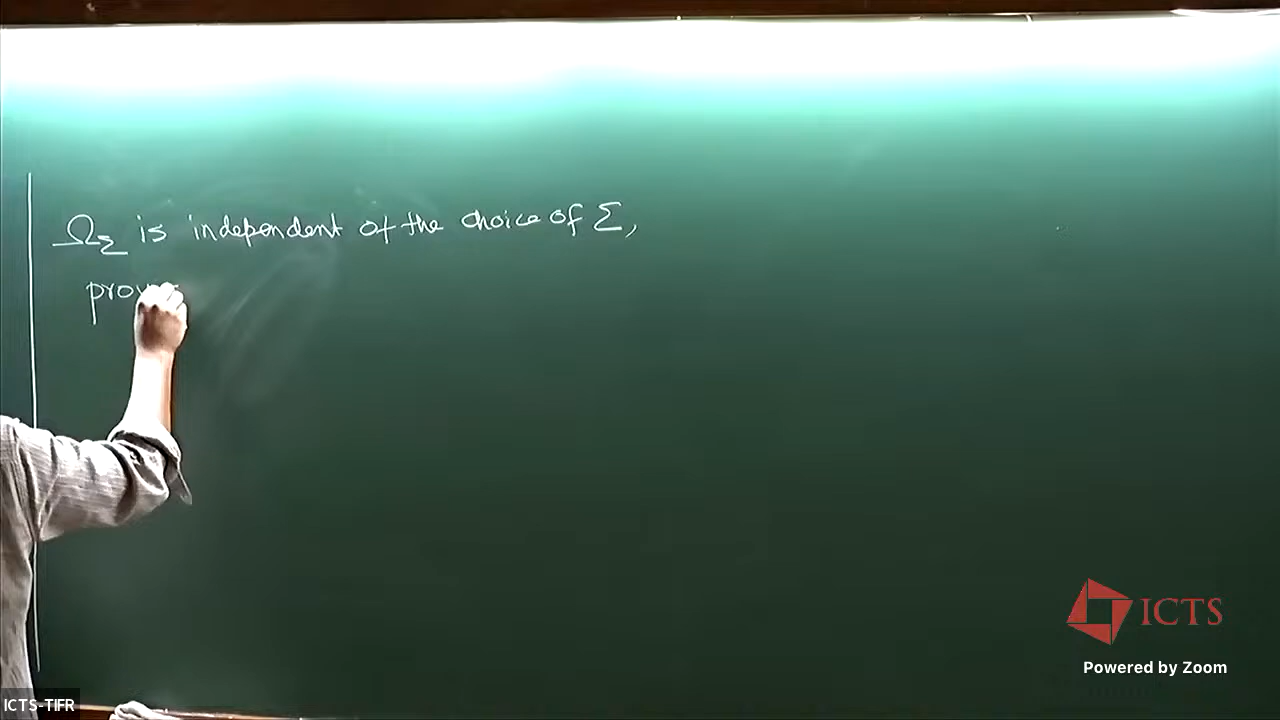 Ω_Σ is independent of the choice of Σ,
prov
ICTS
Powered by Zoom
ICTS-TIFR